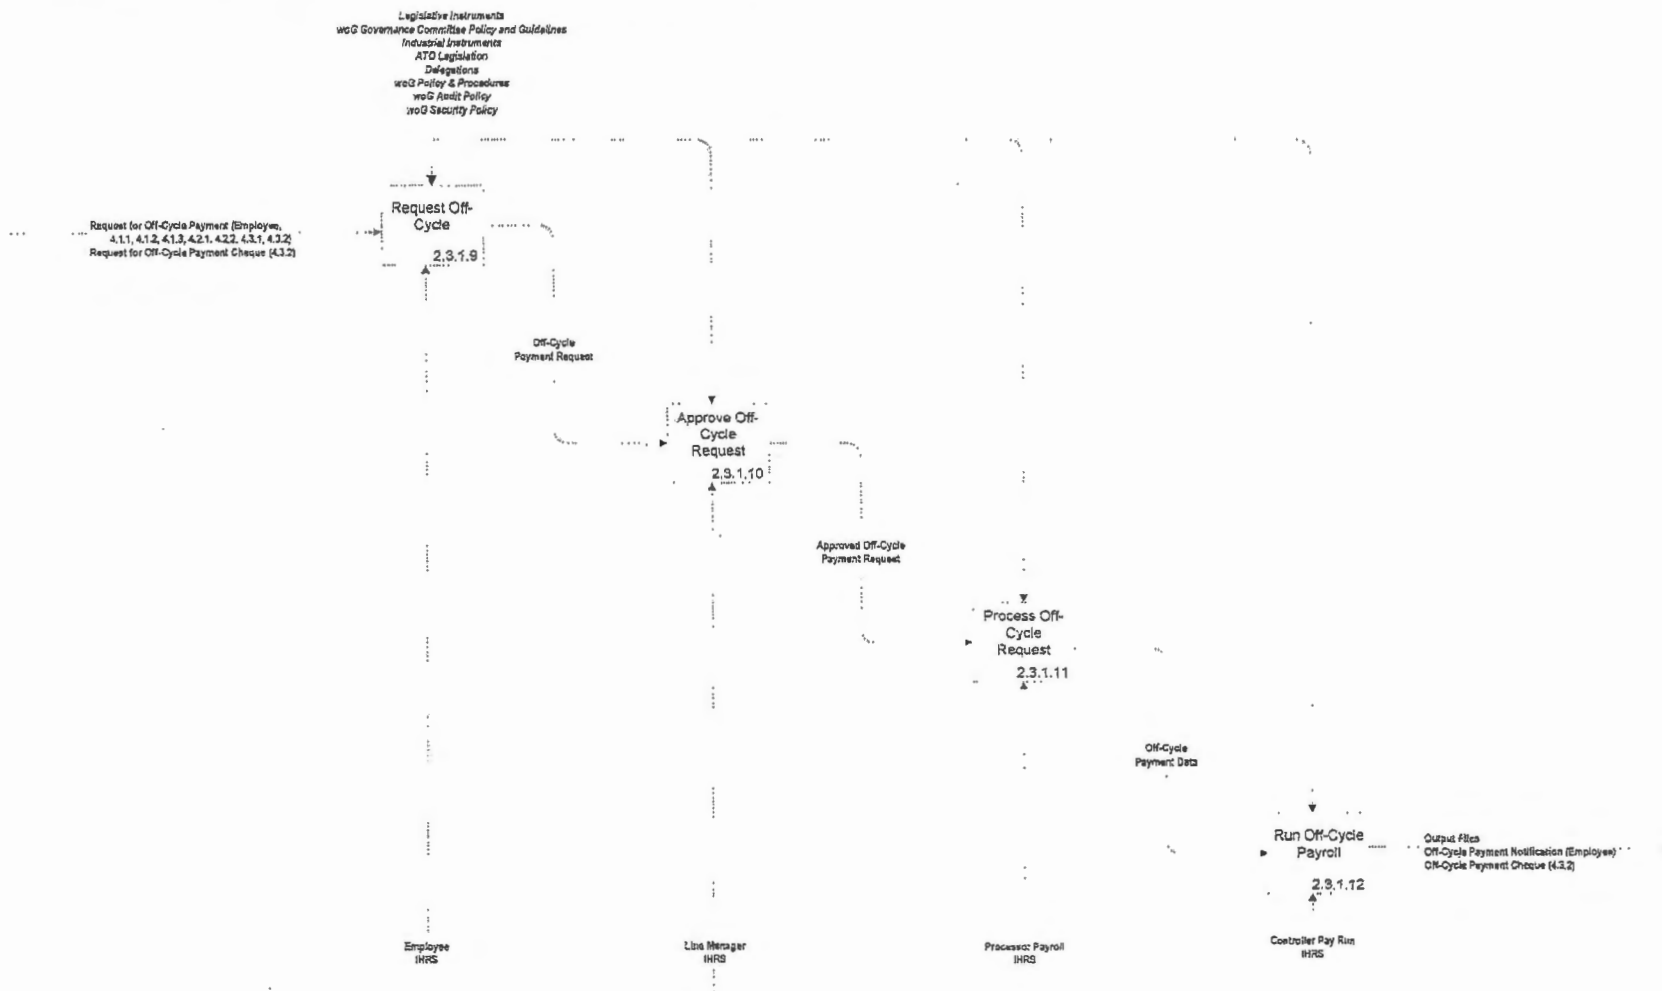 Legislative Instruments
woG Governance Committee Policy and Guidelines
Industrial Instruments
ATO Legislation
Delegations
woG Policy & Procedures
woG Audit Policy
woG Security Policy
Request Off-
Cycle
2.3.1.9
Request for Off-Cycle Payment (Employee,
4.1.1, 4.1.2, 4.1.3, 4.2.1, 4.2.2, 4.3.1, 4.3.2)
Request for Off-Cycle Payment Cheque (4.3.2)
Off-Cycle
Payment Request
Approve Off-
Cycle
Request
2.3.1.10
Approved Off-Cycle
Payment Request
Process Off-
Cycle
Request
2.3.1.11
Off-Cycle
Payment Data
Run Off-Cycle
Payroll
2.3.1.12
Output Files
Off-Cycle Payment Notification (Employee)
Off-Cycle Payment Cheque (4.3.2)
Employee
IHRS
Line Manager
IHRS
Processor Payroll
IHRS
Controller Pay Run
IHRS